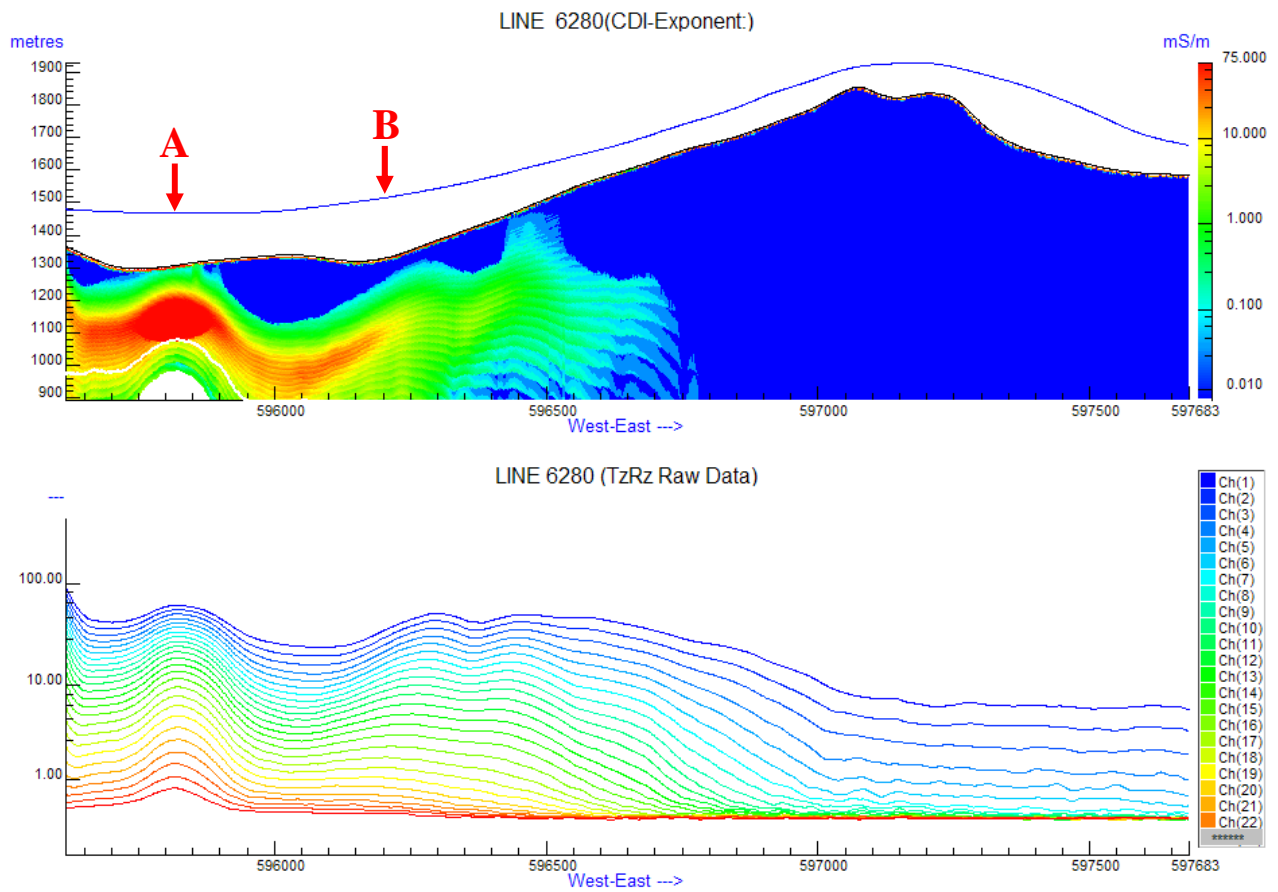 LINE 6280(CDI-Exponent:)
metres
mS/m
1900
1800
1700
1600
1500
1400
1300
1200
1100
1000
900
A
B
75.000
10.000
1.000
0.100
0.010
596000
596500
597000
597500
597683
West-East --->
LINE 6280 (TzRz Raw Data)
---
100.00
10.00
1.00
596000
596500
597000
597500
597683
West-East --->
Ch(1)
Ch(2)
Ch(3)
Ch(4)
Ch(5)
Ch(6)
Ch(7)
Ch(8)
Ch(9)
Ch(10)
Ch(11)
Ch(12)
Ch(13)
Ch(14)
Ch(15)
Ch(16)
Ch(17)
Ch(18)
Ch(19)
Ch(20)
Ch(21)
Ch(22)
******